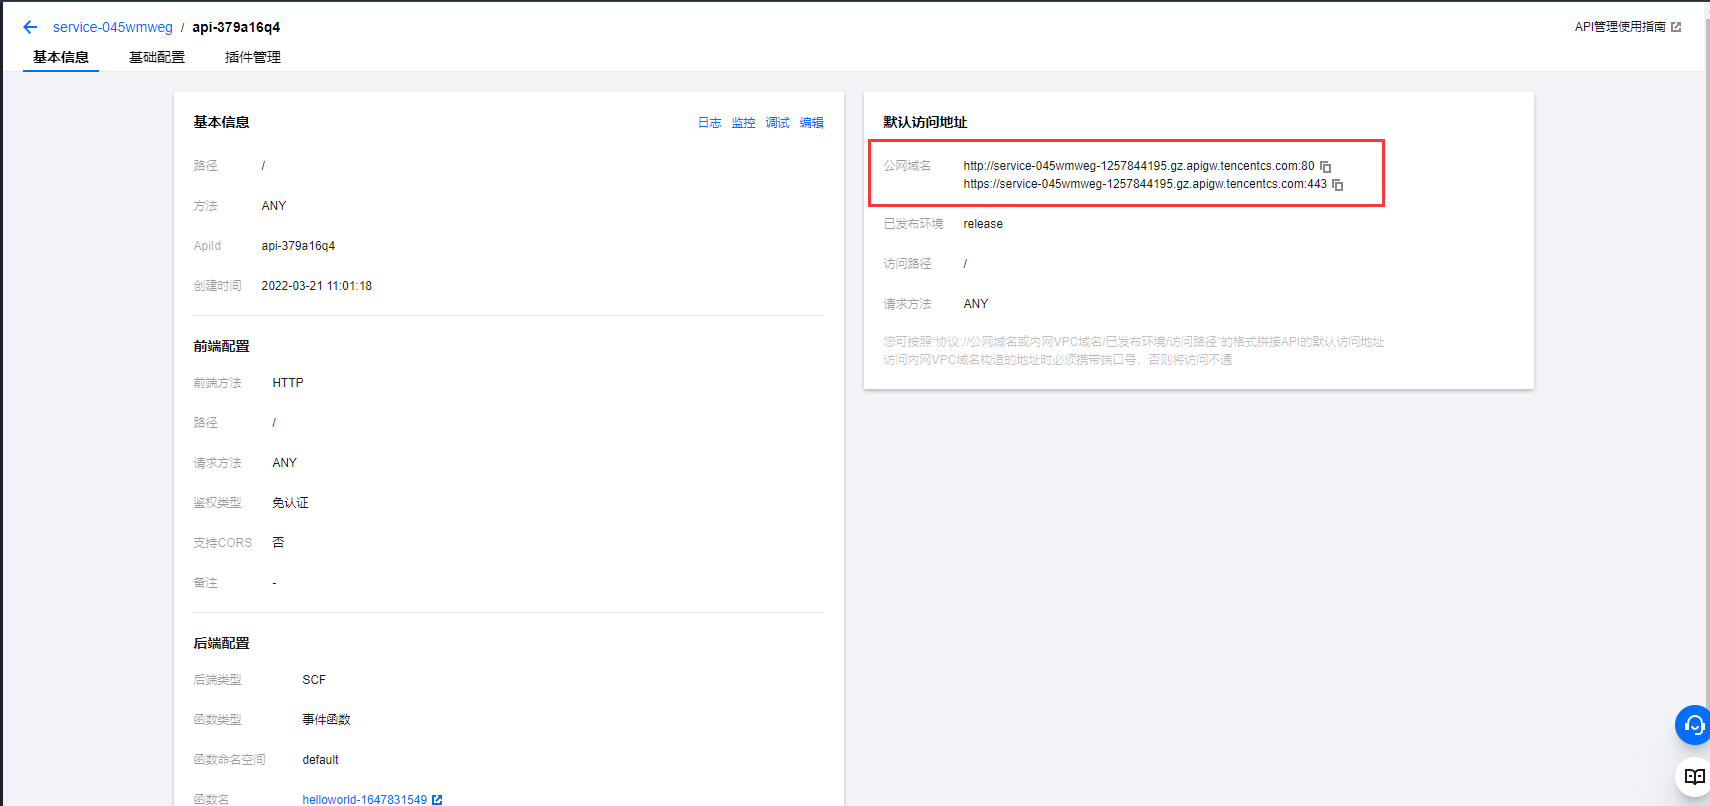 service-045wmweg / api-379a16q4
API管理使用指南
基本信息 基础配置 插件管理
基本信息
日志 监控 调试 编辑
路径 /
方法 ANY
ApiId api-379a16q4
创建时间 2022-03-21 11:01:18
前端配置
前端方法 HTTP
路径 /
请求方法 ANY
鉴权类型 免认证
支持CORS 否
备注 -
后端配置
后端类型 SCF
函数类型 事件函数
函数命名空间 default
函数名 helloworld-1647831549
默认访问地址
公网域名 http://service-045wmweg-1257844195.gz.apigw.tencentcs.com:80
https://service-045wmweg-1257844195.gz.apigw.tencentcs.com:443
已发布环境 release
访问路径 /
请求方法 ANY
您可按照“协议://公网域名或内网VPC域名/已发布环境/访问路径”的格式拼接API的默认访问地址
访问内网VPC域名构造的地址时必须携带端口号，否则将访问不通